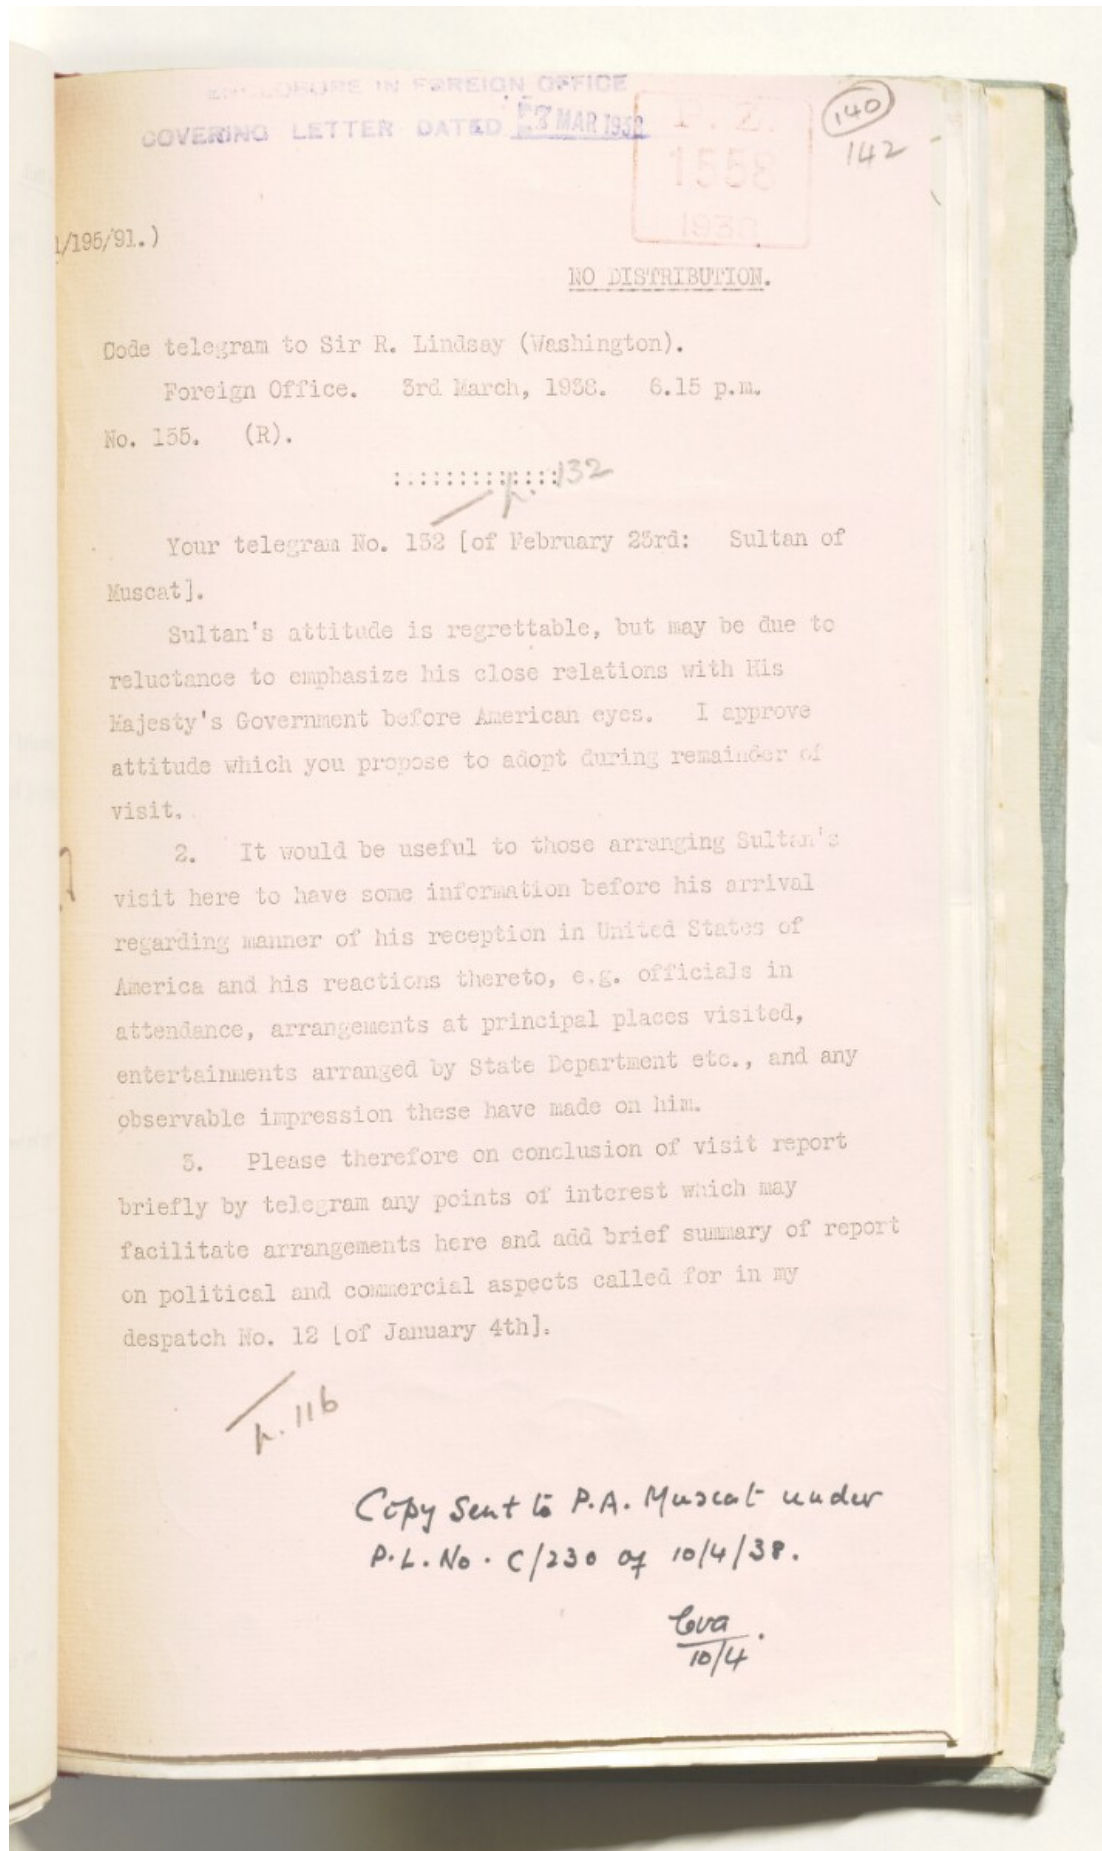 ENCLOSURE IN FOREIGN OFFICE
COVERING LETTER DATED MAR 1938
P. Z.
1558
1938
140
142
1/195/91.)
NO DISTRIBUTION.
Code telegram to Sir R. Lindsay (Washington).
Foreign Office. 3rd March, 1938. 6.15 p.m.
No. 135. (R).
:::::::::::::
p. 132
Your telegram No. 132 [of February 23rd: Sultan of
Muscat].
Sultan's attitude is regrettable, but may be due to
reluctance to emphasize his close relations with His
Majesty's Government before American eyes. I approve
attitude which you propose to adopt during remainder of
visit.
2. It would be useful to those arranging Sultan's
visit here to have some information before his arrival
regarding manner of his reception in United States of
America and his reactions thereto, e.g. officials in
attendance, arrangements at principal places visited,
entertainments arranged by State Department etc., and any
observable impression these have made on him.
3. Please therefore on conclusion of visit report
briefly by telegram any points of interest which may
facilitate arrangements here and add brief summary of report
on political and commercial aspects called for in my
despatch No. 12 [of January 4th].
p. 116
Copy sent to P.A. Muscat under
P.L. No. C/230 of 10/4/38.
10/4.